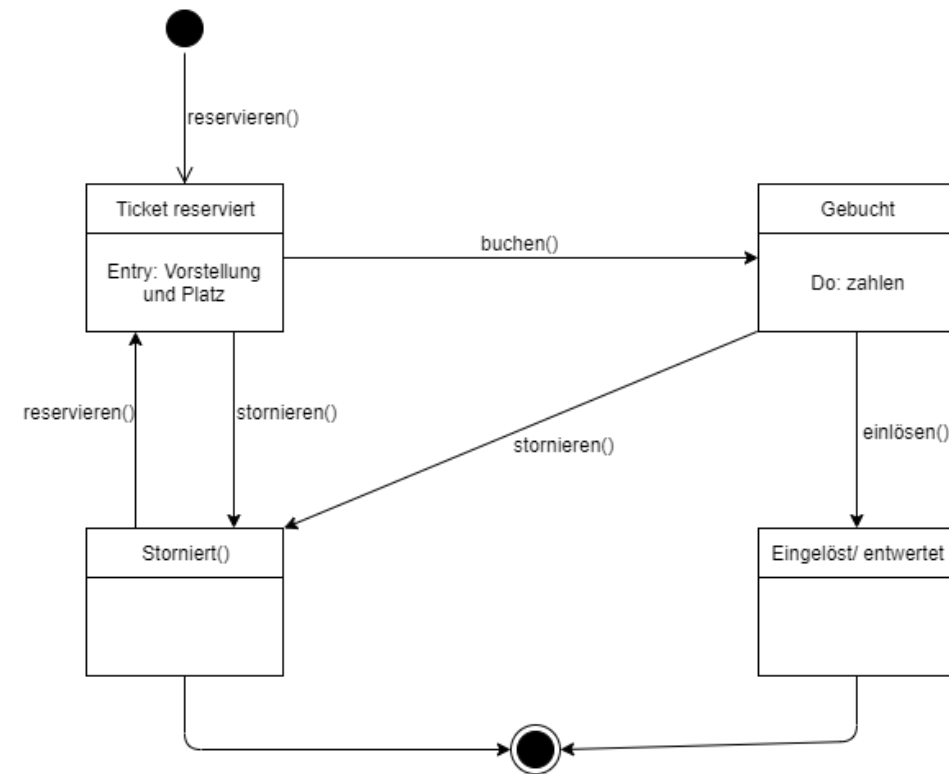 reservieren()
Ticket reserviert
Gebucht
Entry: Vorstellung
und Platz
buchen()
Do: zahlen
reservieren()
stornieren()
stornieren()
einlösen()
Storniert()
Eingelöst/ entwertet